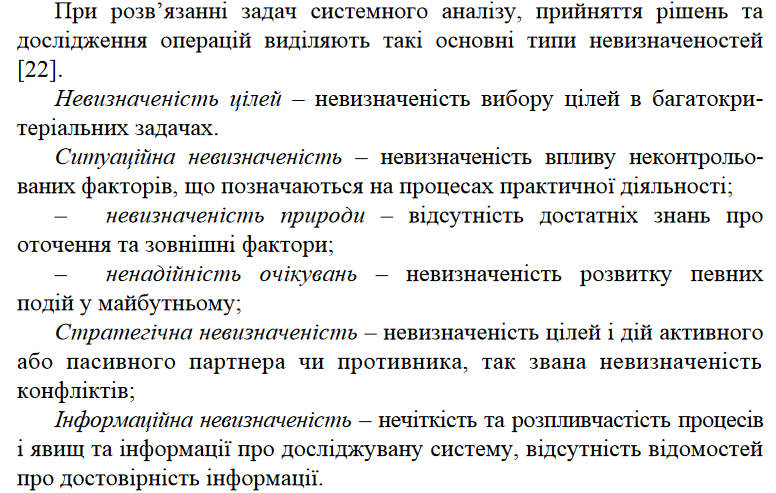 При розв’язанні задач системного аналізу, прийняття рішень та
дослідження операцій виділяють такі основні типи невизначеностей
[22].
Невизначеність цілей – невизначеність вибору цілей в багатокри-
теріальних задачах.
Ситуаційна невизначеність – невизначеність впливу неконтрольо-
ваних факторів, що позначаються на процесах практичної діяльності;
– невизначеність природи – відсутність достатніх знань про
оточення та зовнішні фактори;
– ненадійність очікувань – невизначеність розвитку певних
подій у майбутньому;
Стратегічна невизначеність – невизначеність цілей і дій активного
або пасивного партнера чи противника, так звана невизначеність
конфліктів;
Інформаційна невизначеність – нечіткість та розпливчастість процесів
і явищ та інформації про досліджувану систему, відсутність відомостей
про достовірність інформації.